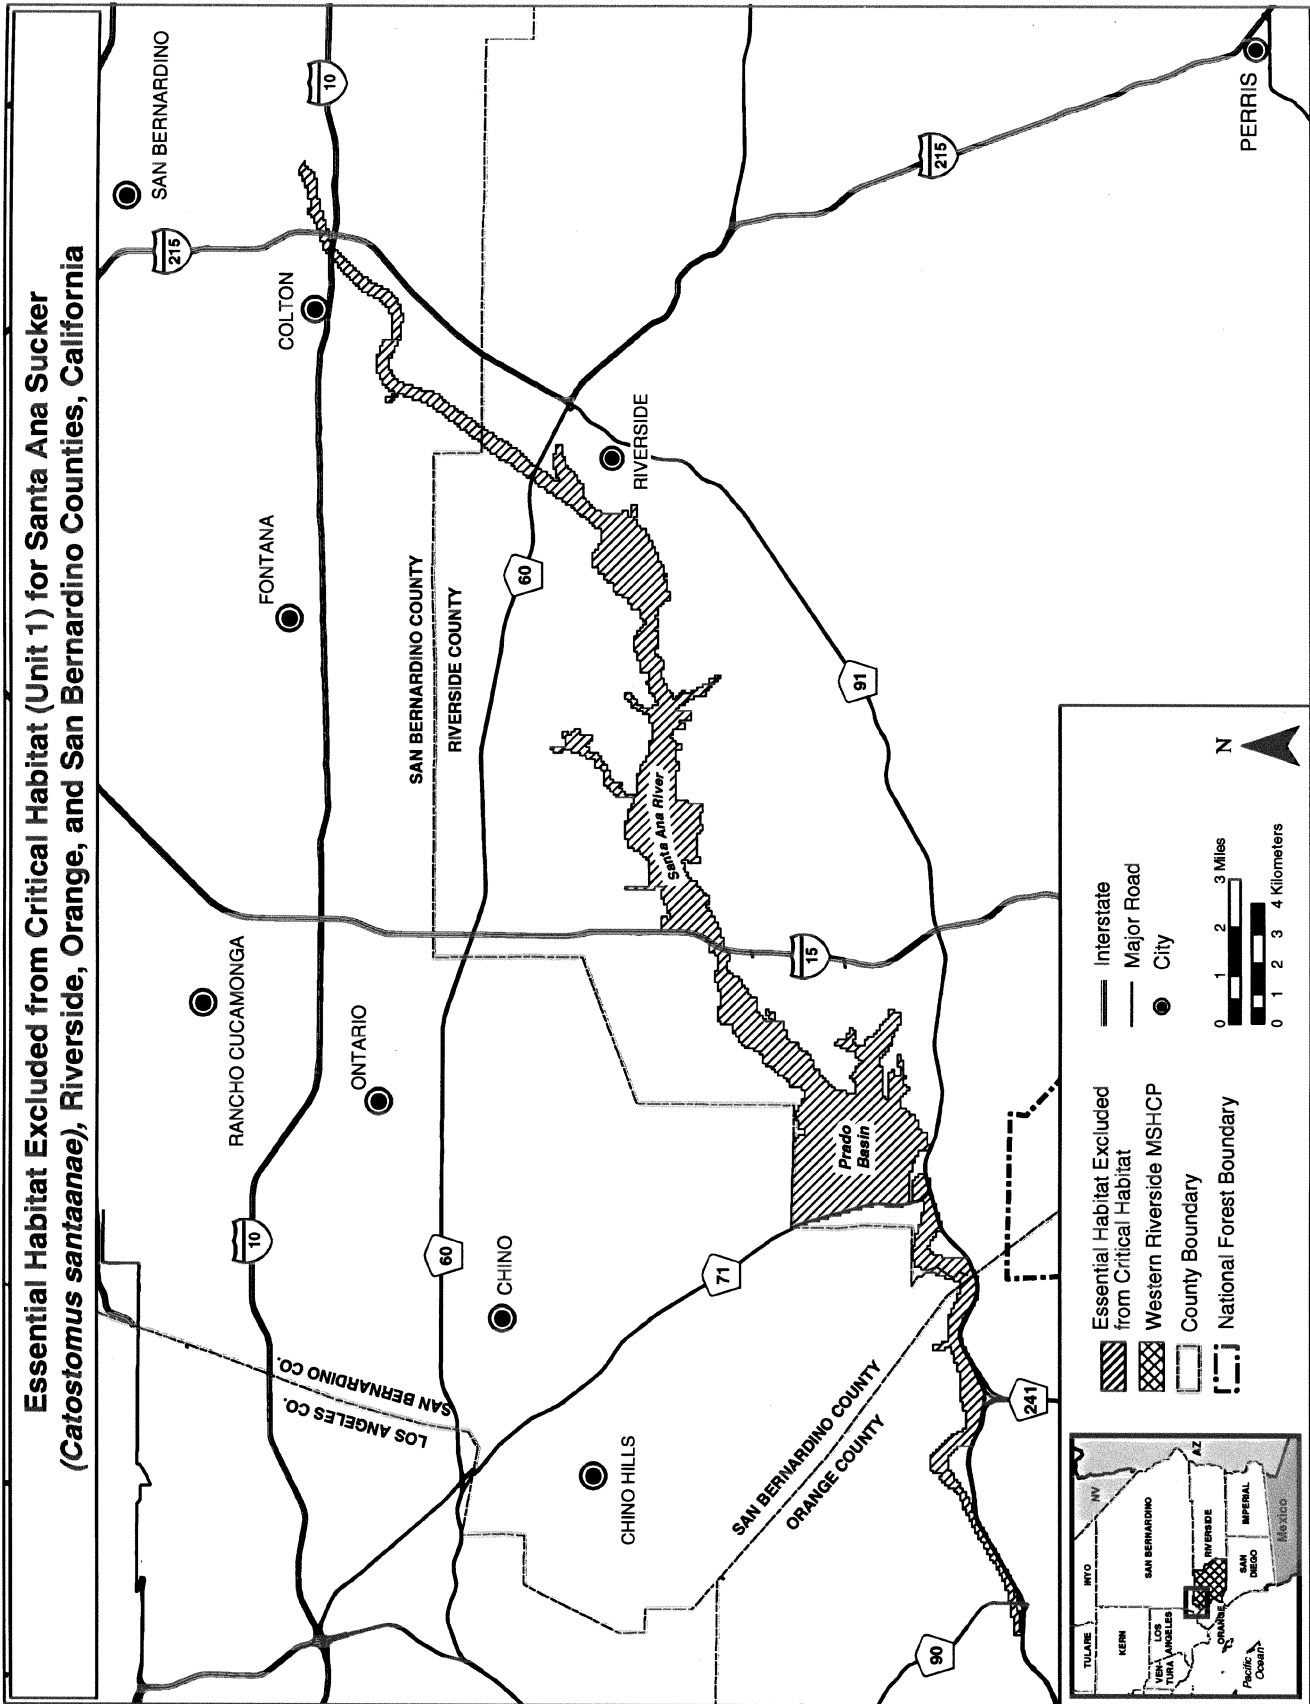 Essential Habitat Excluded from Critical Habitat (Unit 1) for Santa Ana Sucker
(Catostomus santaanae), Riverside, Orange, and San Bernardino Counties, California
SAN BERNARDINO
215
10
COLTON
FONTANA
RANCHO CUCAMONGA
ONTARIO
10
LOS ANGELES CO.
SAN BERNARDINO CO.
SAN BERNARDINO COUNTY
RIVERSIDE COUNTY
60
60
CHINO
71
CHINO HILLS
RIVERSIDE
Santa Ana River
15
Prado
Basin
91
215
PERRIS
SAN BERNARDINO COUNTY
ORANGE COUNTY
241
90
Essential Habitat Excluded
from Critical Habitat
Western Riverside MSHCP
County Boundary
National Forest Boundary
Interstate
Major Road
City
0 1 2 3 Miles
0 1 2 3 4 Kilometers
N
TULARE
INYO
NV
KERN
SAN BERNARDINO
VEN
TURA
LOS
ANGELES
ORANGE
RIVERSIDE
AZ
SAN
DIEGO
IMPERIAL
Pacific
Ocean
Mexico